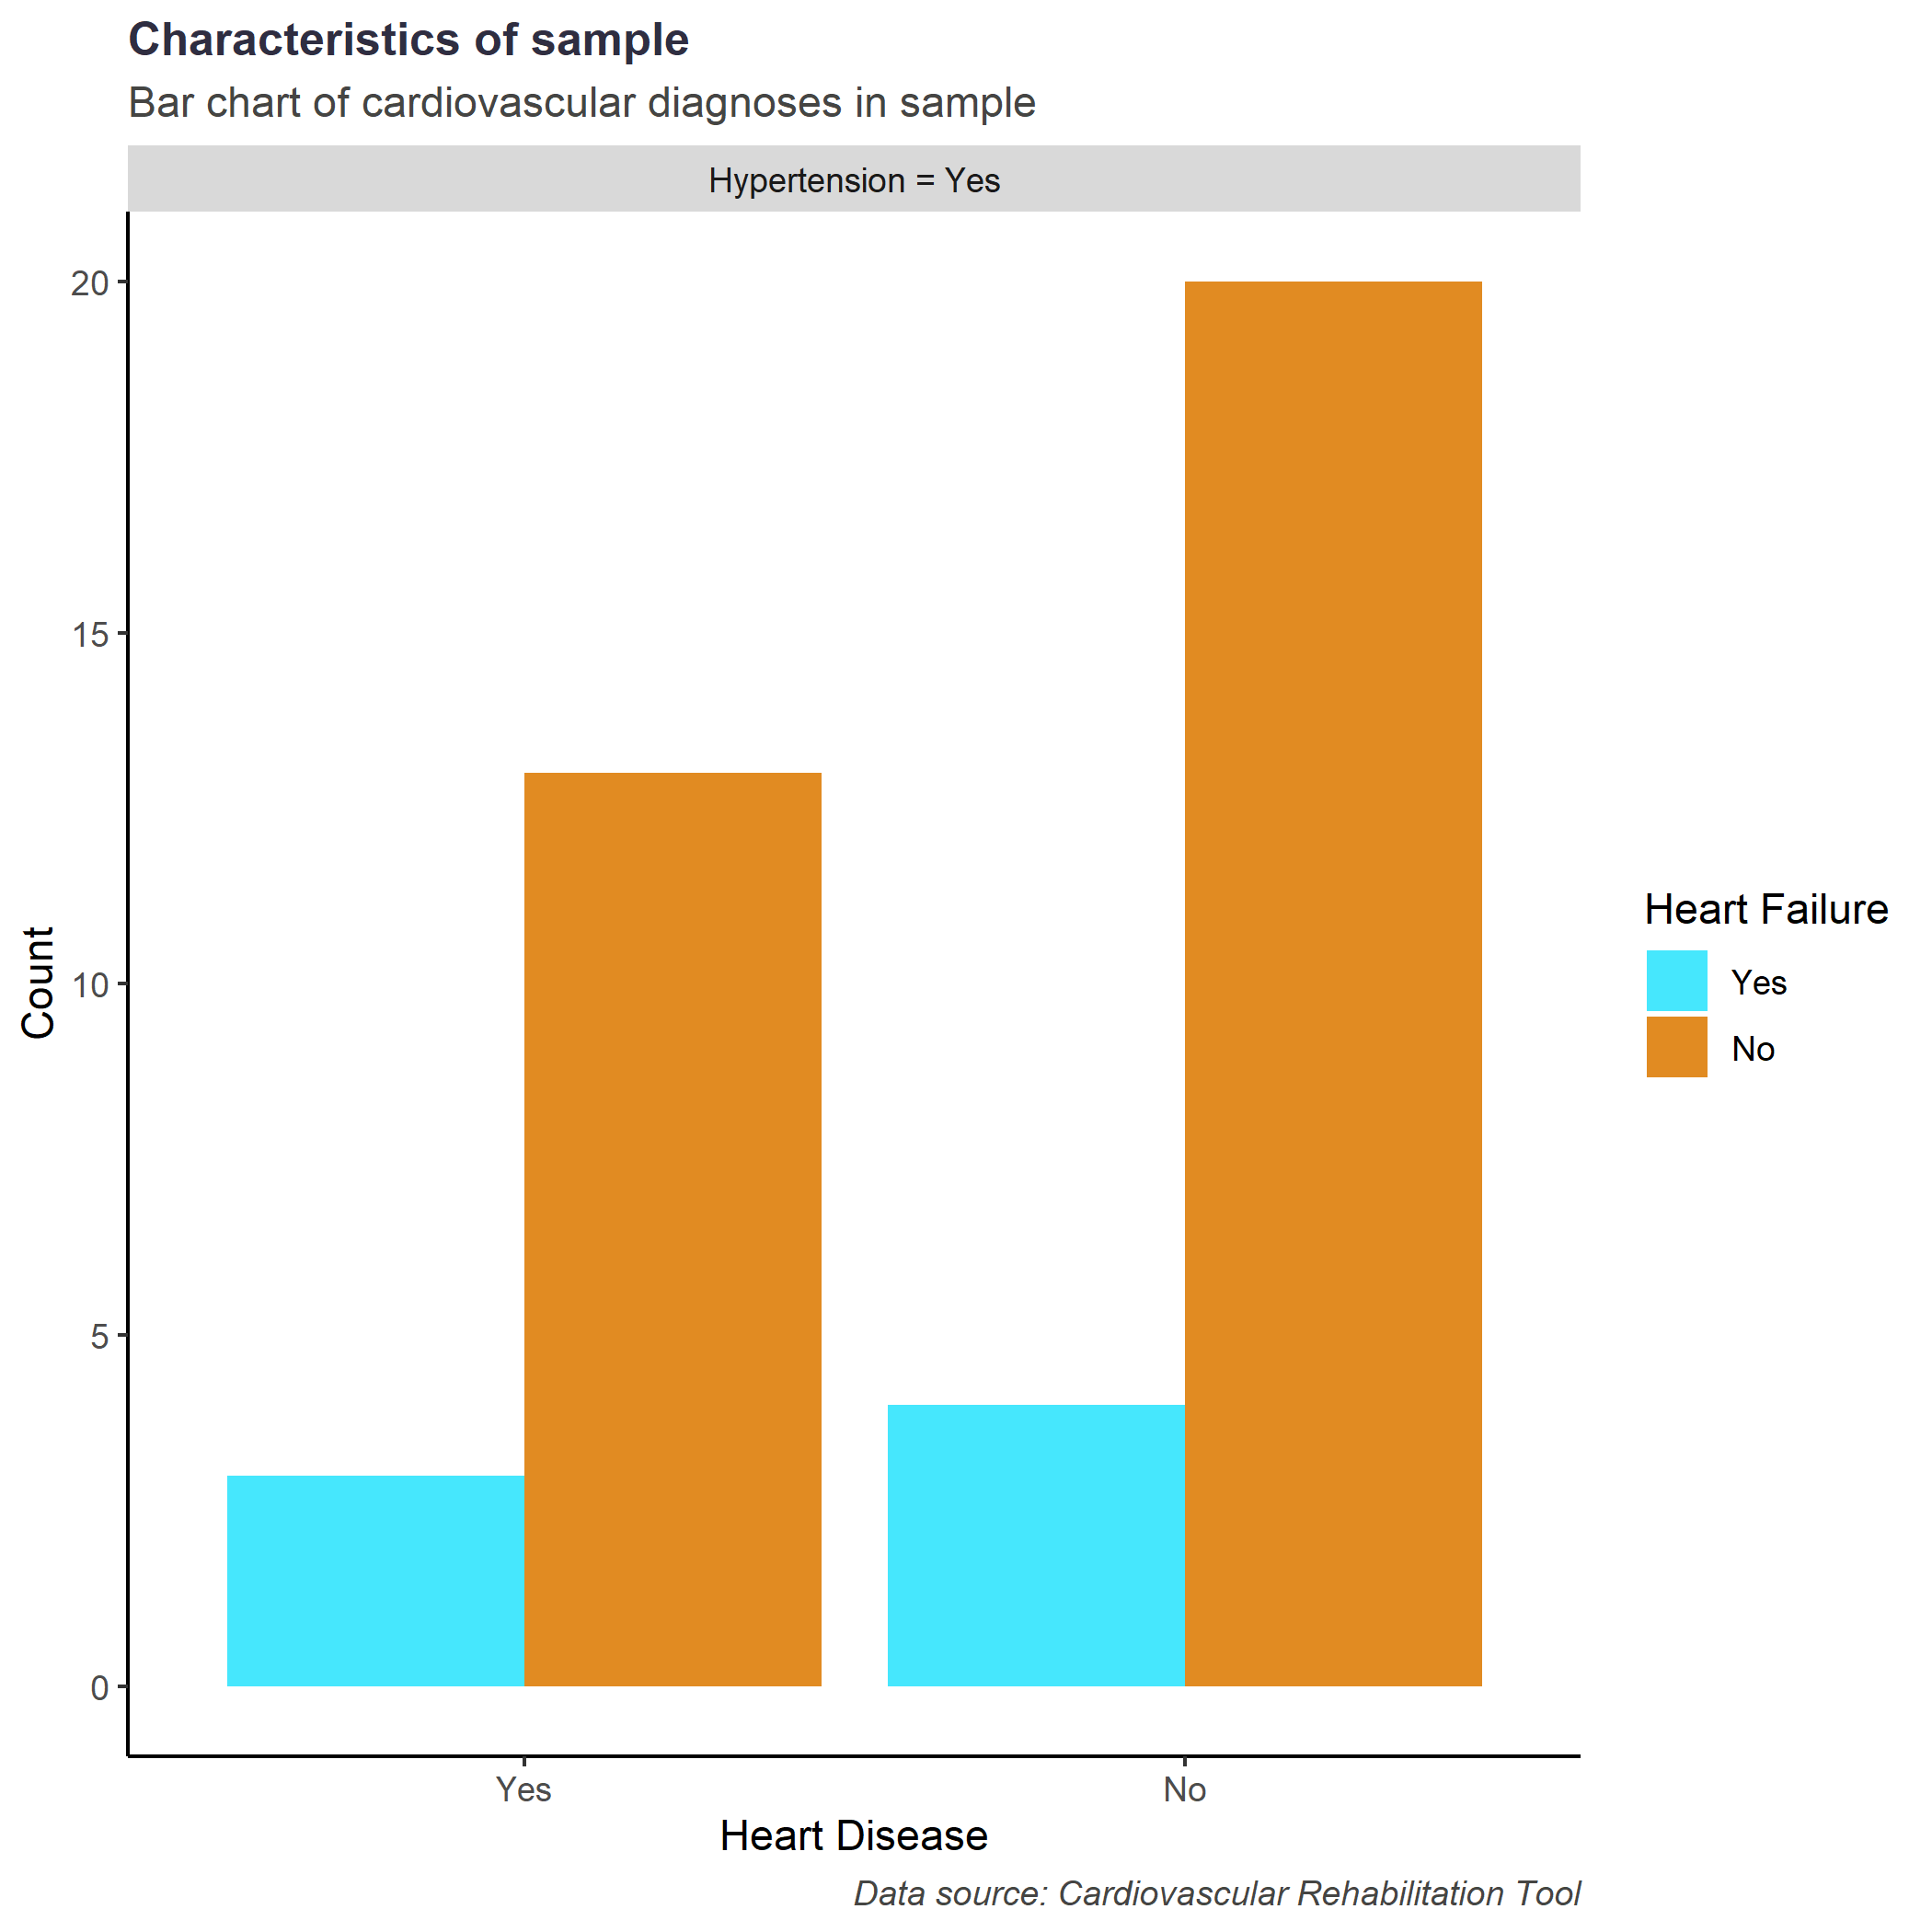 Characteristics of sample
Bar chart of cardiovascular diagnoses in sample
Hypertension = Yes
20
15
10
5
0
Count
Yes
No
Heart Disease
Heart Failure
Yes
No
Data source: Cardiovascular Rehabilitation Tool